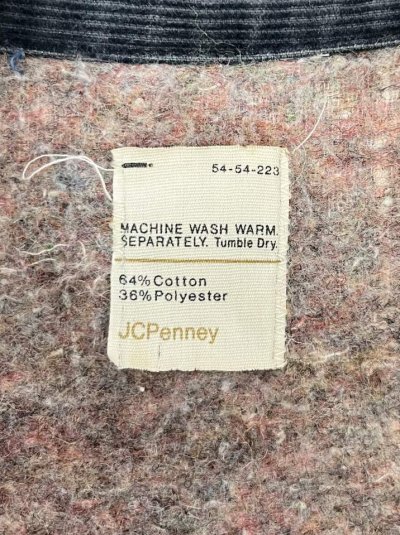 54-54-223
MACHINE WASH WARM.
SEPARATELY. Tumble Dry.
64% Cotton
36% Polyester
JCPenney